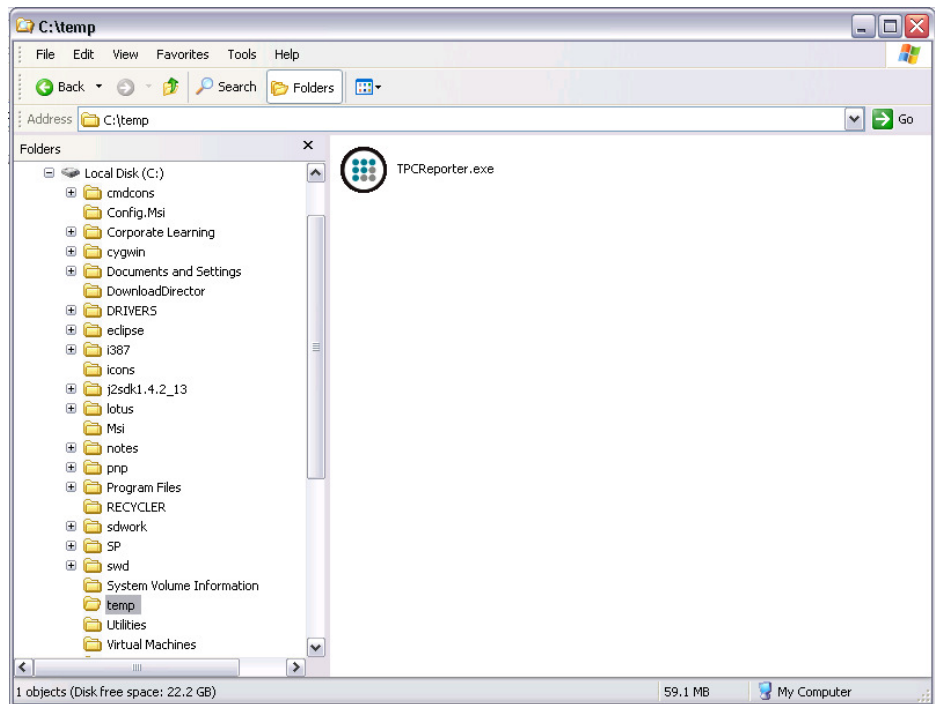 C:\temp
File Edit View Favorites Tools Help
Back Search Folders
Address C:\temp Go
Folders
Local Disk (C:)
cmdcons
Config.Msi
Corporate Learning
cygwin
Documents and Settings
DownloadDirector
DRIVERS
eclipse
i387
icons
j2sdk1.4.2_13
lotus
Msi
notes
pnp
Program Files
RECYCLER
sdwork
SP
swd
System Volume Information
temp
Utilities
Virtual Machines
TPCReporter.exe
1 objects (Disk free space: 22.2 GB) 59.1 MB My Computer